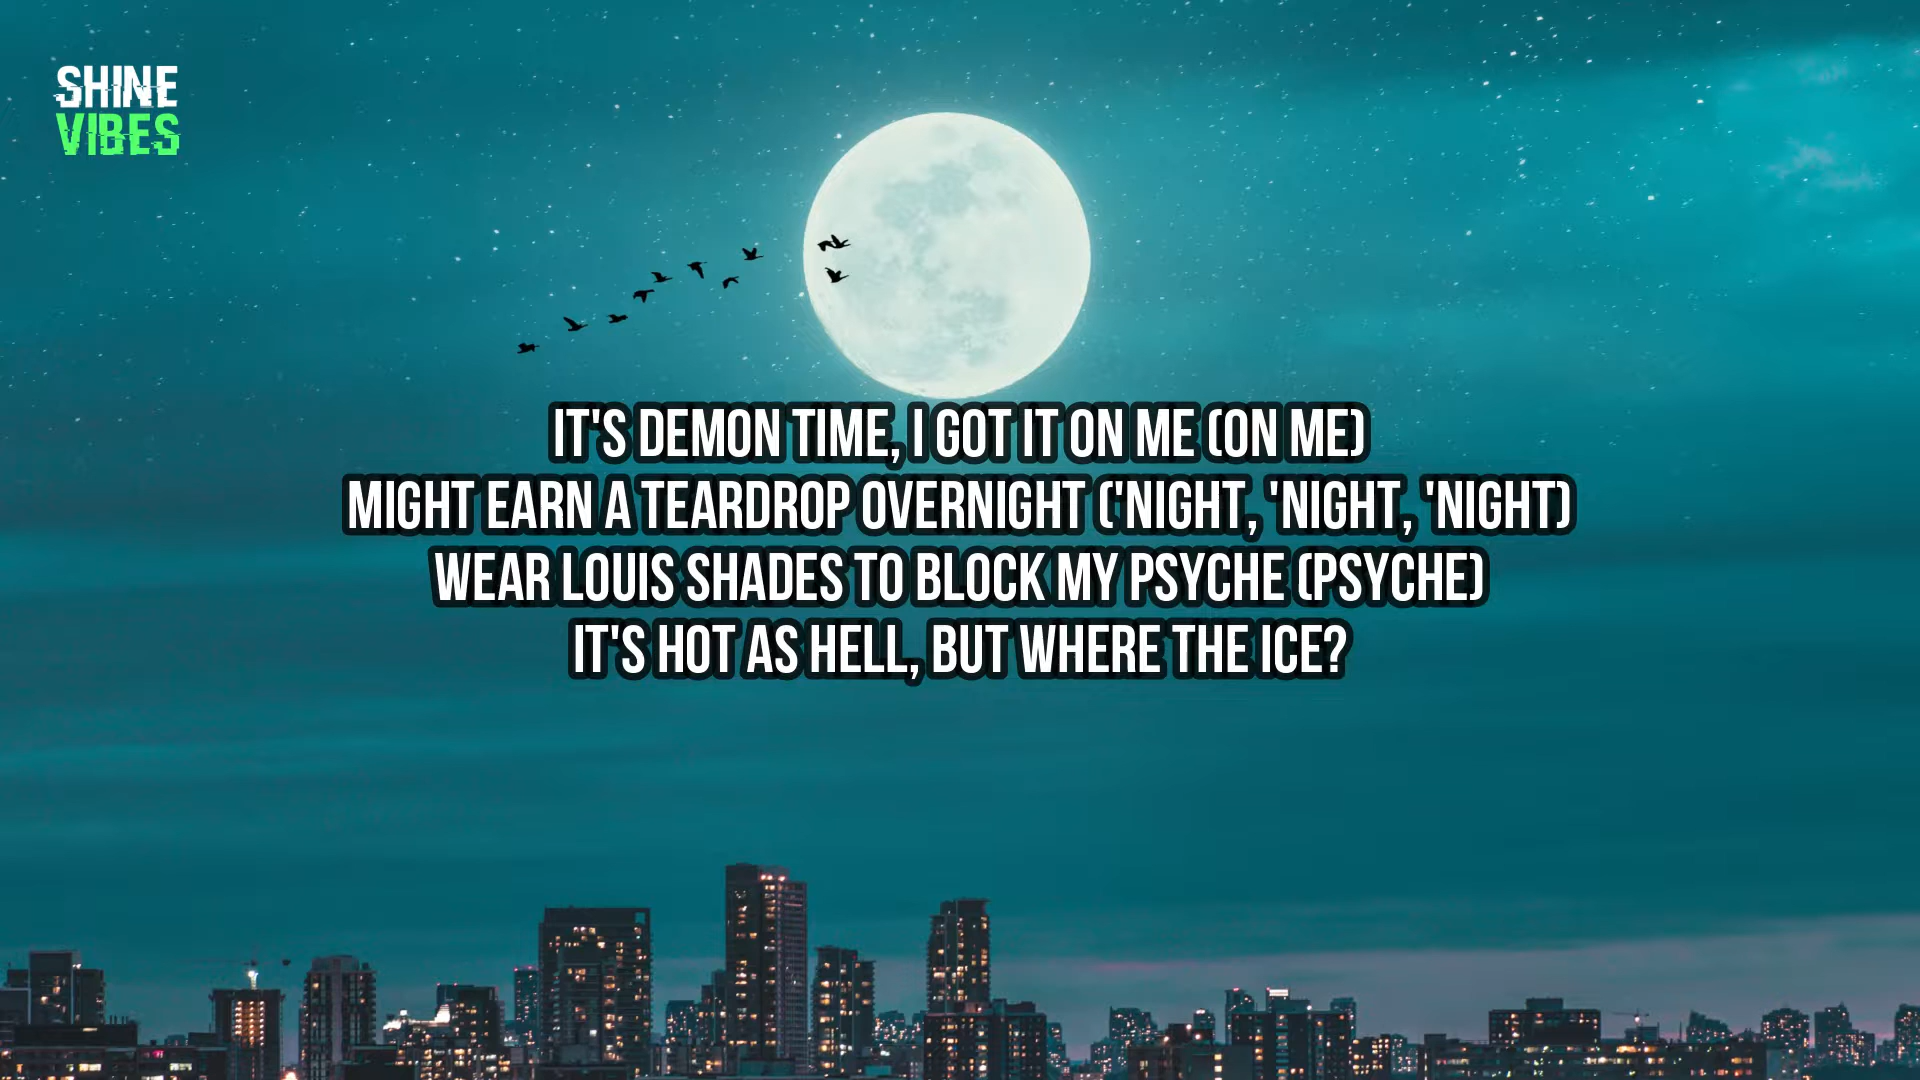 SHINE
VIBES
IT'S DEMON TIME, I GOT IT ON ME (ON ME)
MIGHT EARN A TEARDROP OVERNIGHT ('NIGHT, 'NIGHT, 'NIGHT)
WEAR LOUIS SHADES TO BLOCK MY PSYCHE (PSYCHE)
IT'S HOT AS HELL, BUT WHERE THE ICE?